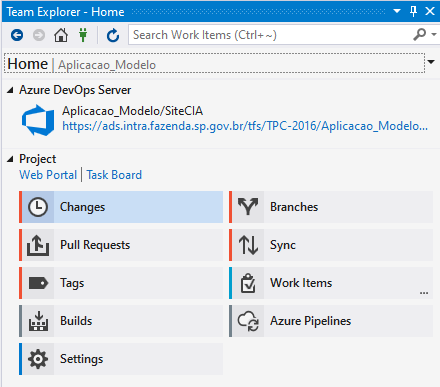 Team Explorer - Home
Search Work Items (Ctrl+~)
Home | Aplicacao_Modelo
Azure DevOps Server
Aplicacao_Modelo/SiteCIA
https://ads.intra.fazenda.sp.gov.br/tfs/TPC-2016/Aplicacao_Modelo...
Project
Web Portal | Task Board
Changes
Branches
Pull Requests
Sync
Tags
Work Items
...
Builds
Azure Pipelines
Settings